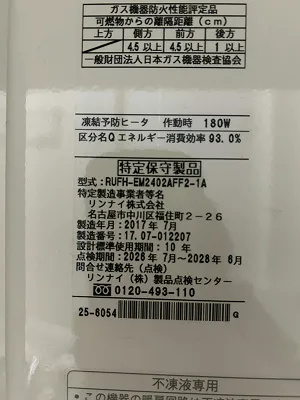 ガス機器防火性能評定品
可燃物からの離隔距離(cm)
上方 側方 前方 後方
4.5 以上 4.5 以上 1 以上
一般財団法人日本ガス機器検査協会
凍結予防ヒータ 作動時 180W
区分名Q エネルギー消費効率 93.0%
特定保守製品
型式：RUFH-EM2402AFF2-1A
特定製造事業者等名
リンナイ株式会社
名古屋市中川区福住町2-26
製造年月：2017年 7月
製造番号：17.07-012207
設計標準使用期間：10 年
点検期間：2026年 7月～2028年 6月
問合せ連絡先（点検）
リンナイ（株）製品点検センター
0120-493-110
25-6054 Q
不凍液専用